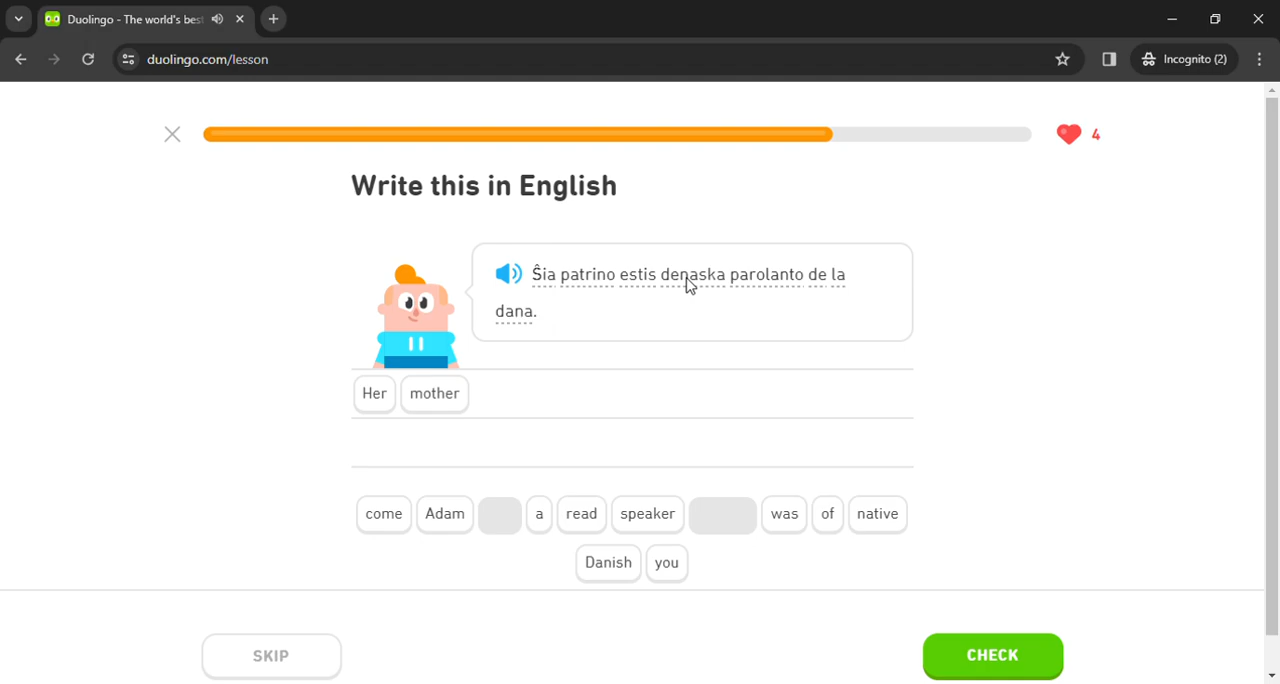 Duolingo - The world's bes
duolingo.com/lesson
Incognito (2)
4
Write this in English
Ŝia patrino estis denaska parolanto de la
dana.
Her mother
come Adam a read speaker was of native
Danish you
SKIP
CHECK